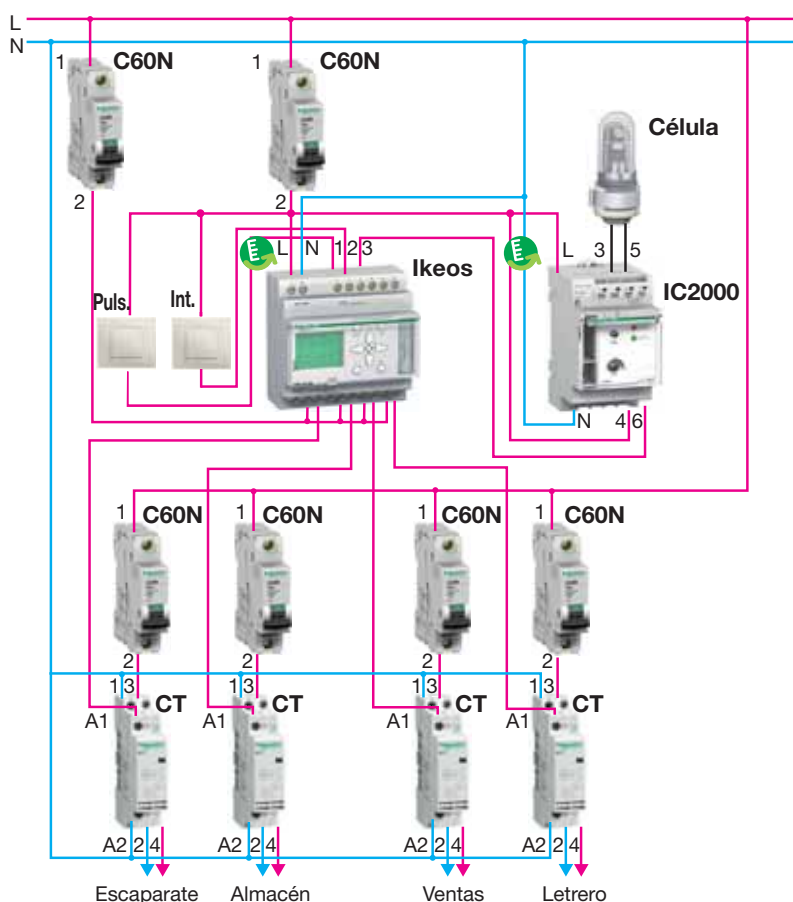 L
N
1 C60N
1 C60N
Célula
2
2
L N 1 2 3
L 3 5
Ikeos
IC2000
Puls.
Int.
N 4 6
1 C60N
1 C60N
1 C60N
1 C60N
2
2
2
2
1 3
1 3
1 3
1 3
CT
CT
CT
CT
A1
A1
A1
A1
A2 2 4
A2 2 4
A2 2 4
A2 2 4
Escaparate
Almacén
Ventas
Letrero